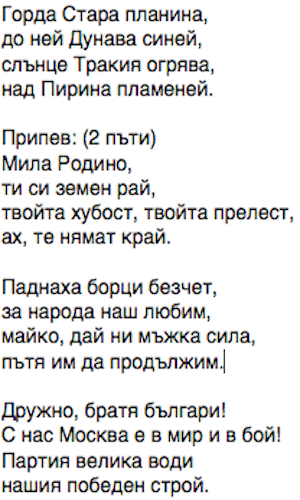 Горда Стара планина,
до ней Дунава синей,
слънце Тракия огрява,
над Пирина пламеней.
Припев: (2 пъти)
Мила Родино,
ти си земен рай,
твойта хубост, твойта прелест,
ах, те нямат край.
Паднаха борци безчет,
за народа наш любим,
майко, дай ни мъжка сила,
пътя им да продължим.
Дружно, братя българи!
С нас Москва е в мир и в бой!
Партия велика води
нашия победен строй.